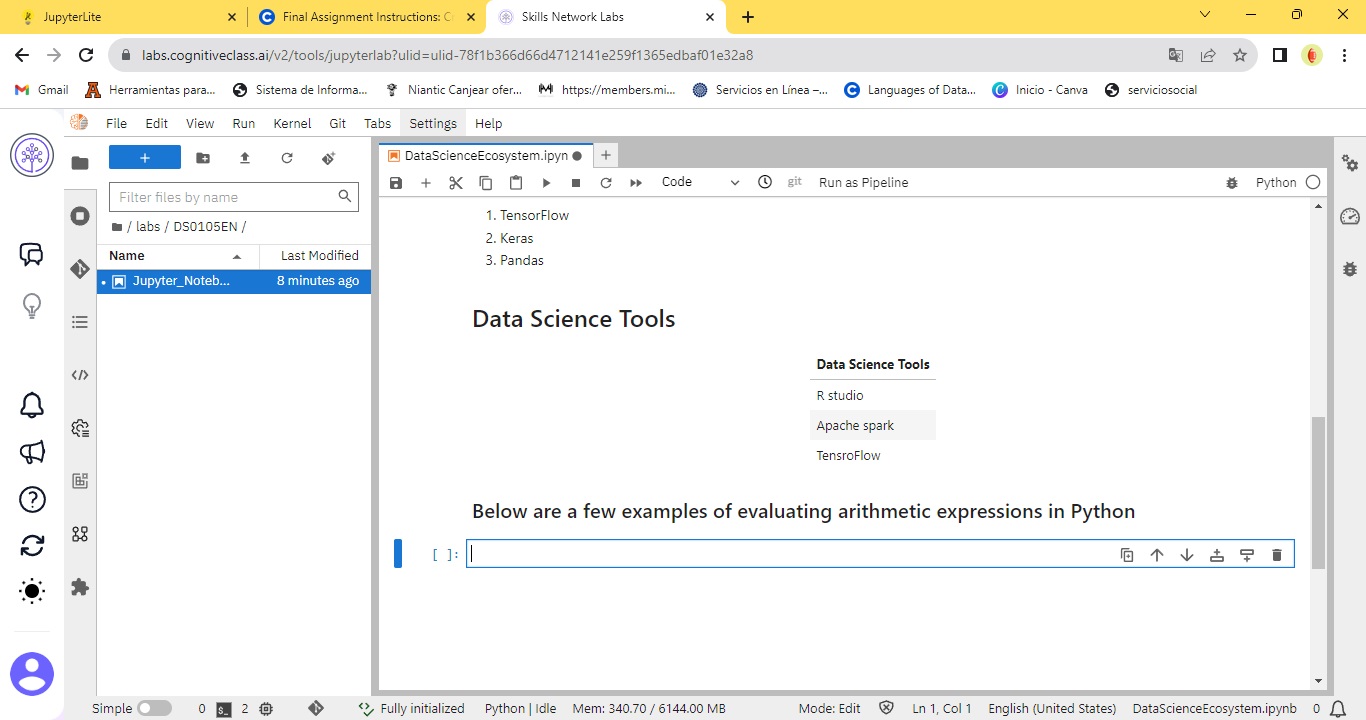 JupyterLite
Final Assignment Instructions: C
Skills Network Labs
labs.cognitiveclass.ai/v2/tools/jupyterlab?ulid=ulid-78f1b366d66d4712141e259f1365edbaf01e32a8
Gmail
Herramientas para...
Sistema de Informa...
Niantic Canjear ofer...
https://members.mi...
Servicios en Línea –...
Languages of Data...
Inicio - Canva
serviciosocial
File Edit View Run Kernel Git Tabs Settings Help
DataScienceEcosystem.ipyn
Code
git
Run as Pipeline
Python
Filter files by name
/ labs / DS0105EN /
Name
Last Modified
Jupyter_Noteb...
8 minutes ago
1. TensorFlow
2. Keras
3. Pandas
Data Science Tools
Data Science Tools
R studio
Apache spark
TensroFlow
Below are a few examples of evaluating arithmetic expressions in Python
[ ]:
Simple
0
2
Fully initialized
Python | Idle
Mem: 340.70 / 6144.00 MB
Mode: Edit
Ln 1, Col 1
English (United States)
DataScienceEcosystem.ipynb
0